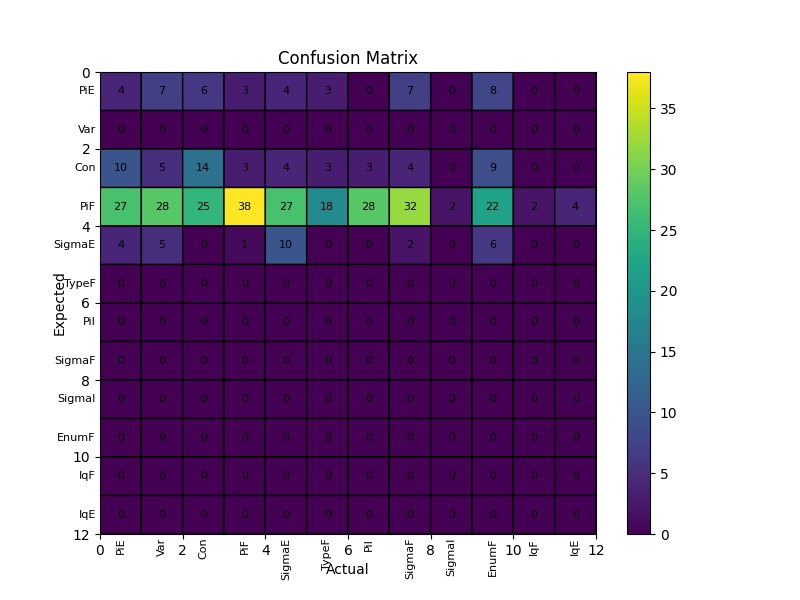 Confusion Matrix
0
PiE 4 7 6 3 4 3 0 7 0 8 0 0
Var 0 0 0 0 0 0 0 0 0 0 0 0
2
Con 10 5 14 3 4 3 3 4 0 9 0 0
PiF 27 28 25 38 27 18 28 32 2 22 2 4
4
SigmaE 4 5 0 1 10 0 0 2 0 6 0 0
TypeF 0 0 0 0 0 0 0 0 0 0 0 0
Expected
6
PiI 0 0 0 0 0 0 0 0 0 0 0 0
SigmaF 0 0 0 0 0 0 0 0 0 0 0 0
8
SigmaI 0 0 0 0 0 0 0 0 0 0 0 0
EnumF 0 0 0 0 0 0 0 0 0 0 0 0
10
IqF 0 0 0 0 0 0 0 0 0 0 0 0
IqE 0 0 0 0 0 0 0 0 0 0 0 0
12
0 2 4 6 8 10 12
PiE Var Con PiF SigmaE TypeF PiI SigmaF SigmaI EnumF IqF IqE
Actual
35
30
25
20
15
10
5
0